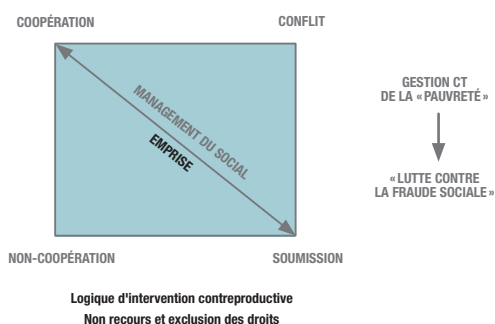 COOPÉRATION
CONFLIT
MANAGEMENT DU SOCIAL
EMPRISE
GESTION CT
DE LA «PAUVRETÉ»
«LUTTE CONTRE
LA FRAUDE SOCIALE»
NON-COOPÉRATION
SOUMISSION
Logique d'intervention contreproductive
Non recours et exclusion des droits